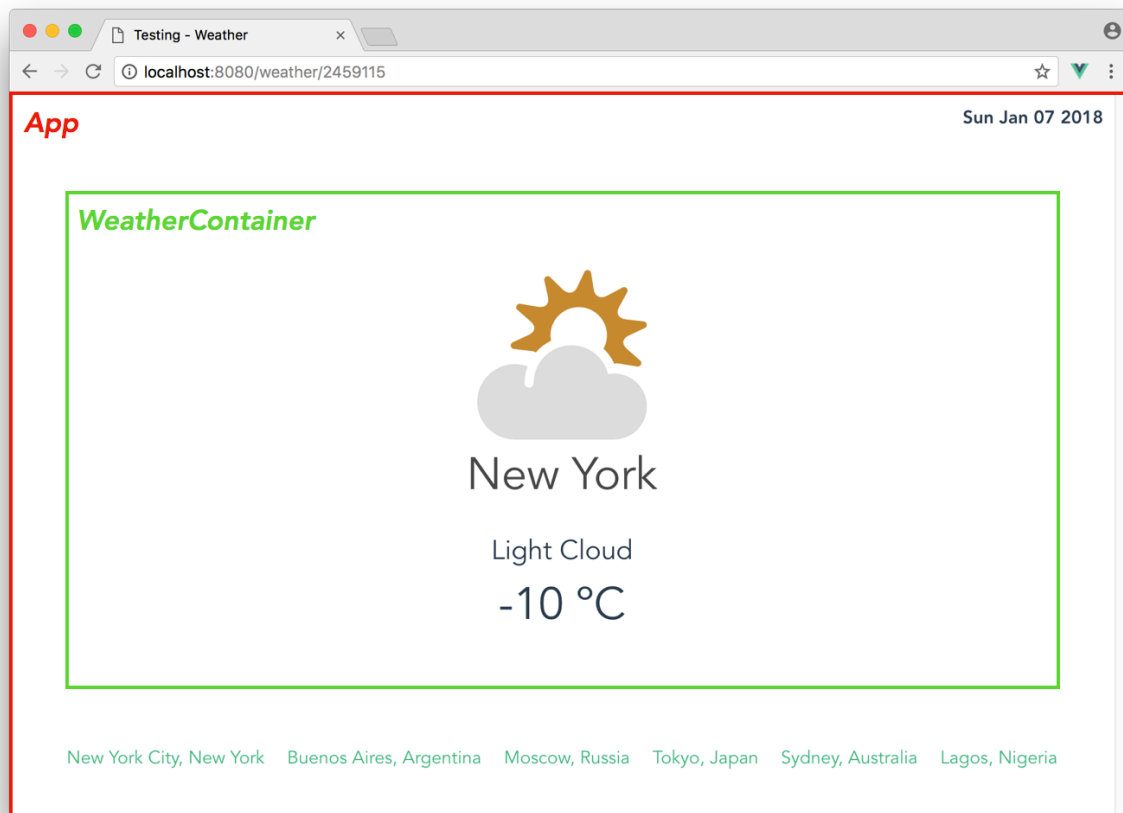 Testing - Weather
localhost:8080/weather/2459115
App
Sun Jan 07 2018
WeatherContainer
New York
Light Cloud
-10 ºC
New York City, New York Buenos Aires, Argentina Moscow, Russia Tokyo, Japan Sydney, Australia Lagos, Nigeria